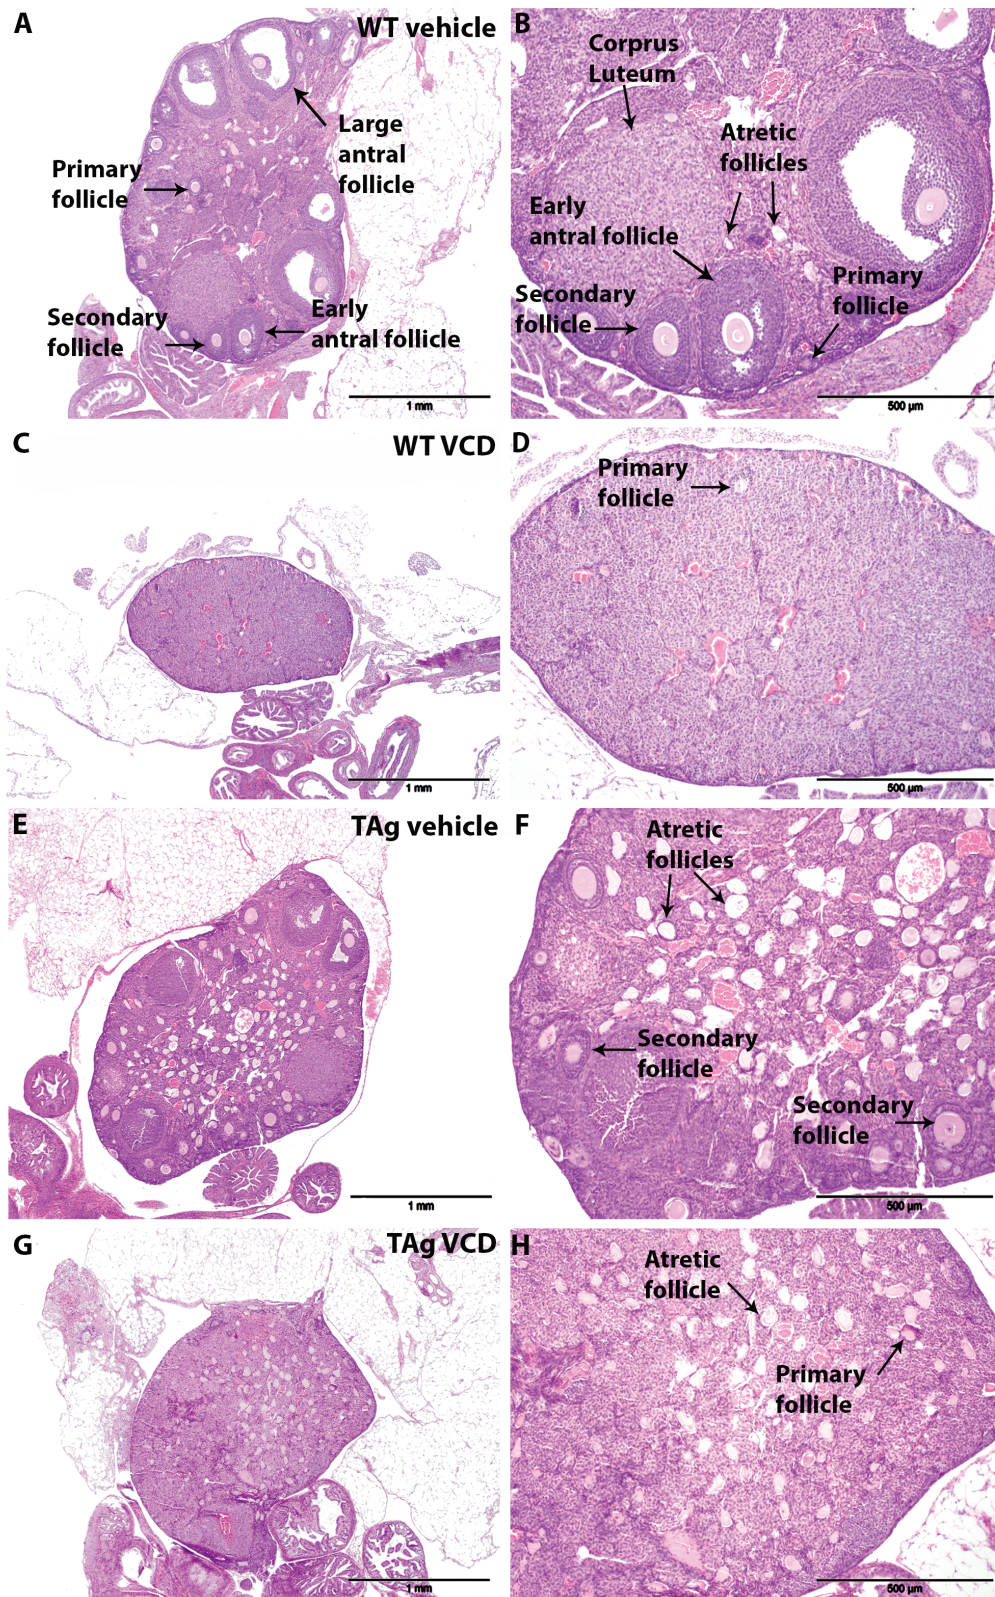 A
WT vehicle
Large
antral
follicle
Primary
follicle
Secondary
follicle
Early
antral follicle
1 mm
B
Corprus
Luteum
Atretic
follicles
Early
antral follicle
Secondary
follicle
Primary
follicle
500 µm
C
WT VCD
1 mm
D
Primary
follicle
500 µm
E
TAg vehicle
1 mm
F
Atretic
follicles
Secondary
follicle
Secondary
follicle
500 µm
G
TAg VCD
1 mm
H
Atretic
follicle
Primary
follicle
500 µm